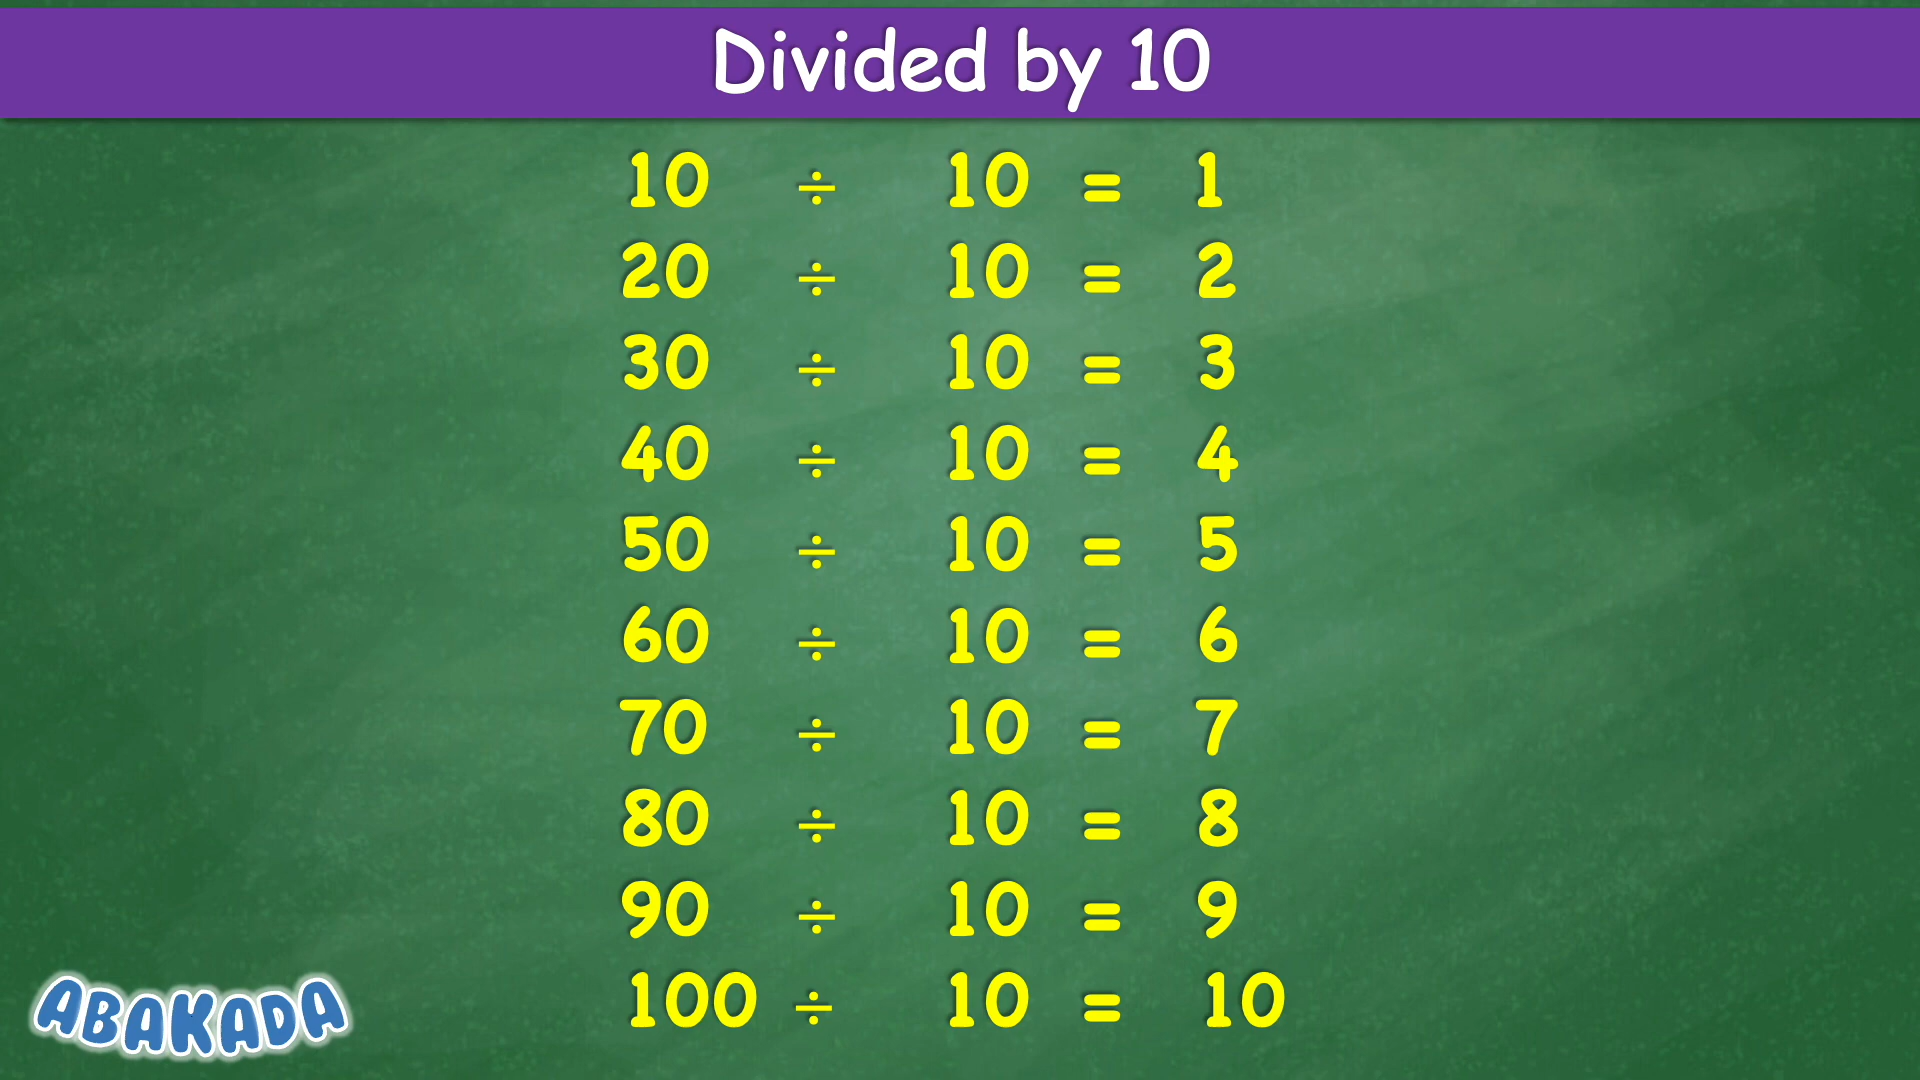 Divided by 10
10 ÷ 10 = 1
20 ÷ 10 = 2
30 ÷ 10 = 3
40 ÷ 10 = 4
50 ÷ 10 = 5
60 ÷ 10 = 6
70 ÷ 10 = 7
80 ÷ 10 = 8
90 ÷ 10 = 9
100 ÷ 10 = 10
ABAKADA